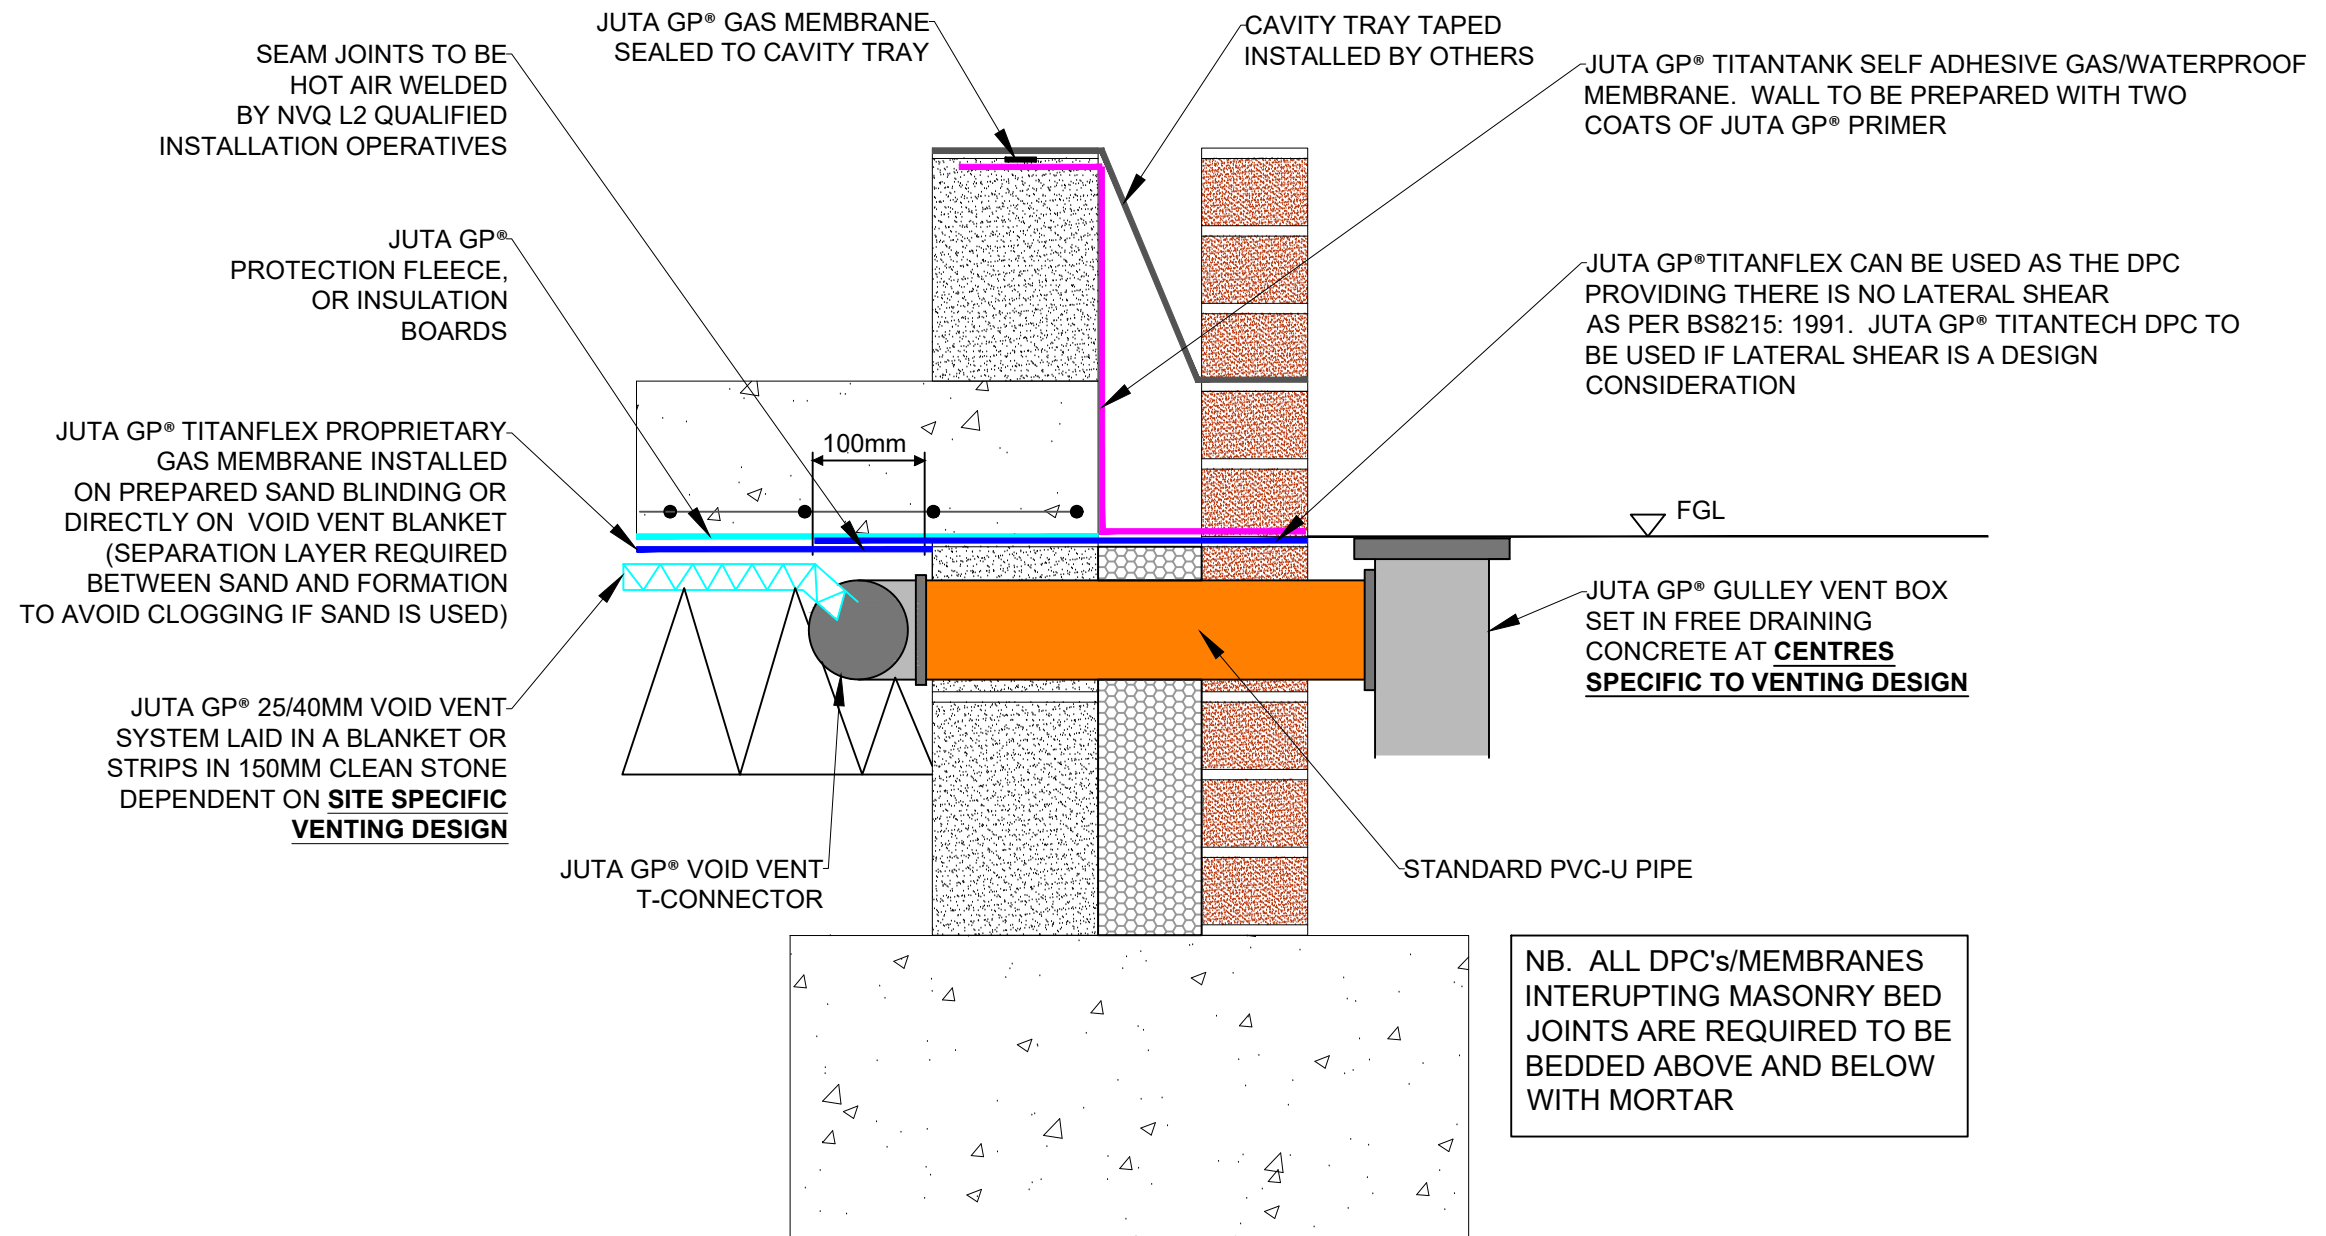 JUTA GP® GAS MEMBRANE
SEALED TO CAVITY TRAY
CAVITY TRAY TAPED
INSTALLED BY OTHERS
SEAM JOINTS TO BE
HOT AIR WELDED
BY NVQ L2 QUALIFIED
INSTALLATION OPERATIVES
JUTA GP® TITANTANK SELF ADHESIVE GAS/WATERPROOF
MEMBRANE. WALL TO BE PREPARED WITH TWO
COATS OF JUTA GP® PRIMER
JUTA GP®
PROTECTION FLEECE,
OR INSULATION
BOARDS
JUTA GP®TITANFLEX CAN BE USED AS THE DPC
PROVIDING THERE IS NO LATERAL SHEAR
AS PER BS8215: 1991. JUTA GP® TITANTECH DPC TO
BE USED IF LATERAL SHEAR IS A DESIGN
CONSIDERATION
JUTA GP® TITANFLEX PROPRIETARY
GAS MEMBRANE INSTALLED
ON PREPARED SAND BLINDING OR
DIRECTLY ON VOID VENT BLANKET
(SEPARATION LAYER REQUIRED
BETWEEN SAND AND FORMATION
TO AVOID CLOGGING IF SAND IS USED)
100mm
FGL
JUTA GP® GULLEY VENT BOX
SET IN FREE DRAINING
CONCRETE AT CENTRES
SPECIFIC TO VENTING DESIGN
JUTA GP® 25/40MM VOID VENT
SYSTEM LAID IN A BLANKET OR
STRIPS IN 150MM CLEAN STONE
DEPENDENT ON SITE SPECIFIC
VENTING DESIGN
JUTA GP® VOID VENT
T-CONNECTOR
STANDARD PVC-U PIPE
NB. ALL DPC's/MEMBRANES
INTERUPTING MASONRY BED
JOINTS ARE REQUIRED TO BE
BEDDED ABOVE AND BELOW
WITH MORTAR